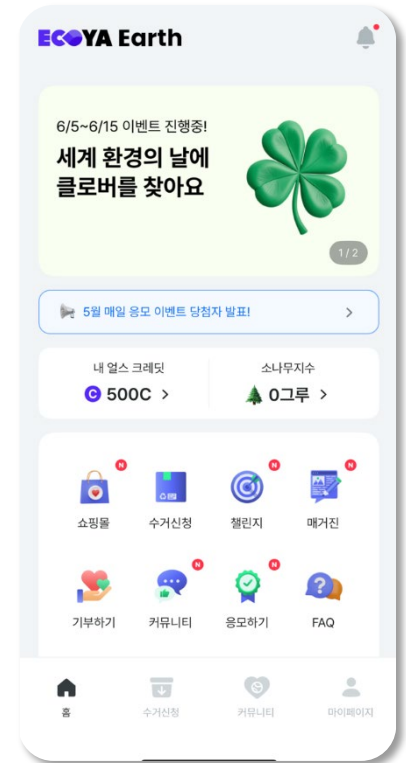 ECOYA Earth
6/5~6/15 이벤트 진행중!
세계 환경의 날에
클로버를 찾아요
1/2
5월 매일 응모 이벤트 당첨자 발표!
내 얼스 크레딧 소나무지수
C 500C > 0그루 >
N N N
쇼핑몰 수거신청 챌린지 매거진
N N
기부하기 커뮤니티 응모하기 FAQ
홈 수거신청 커뮤니티 마이페이지